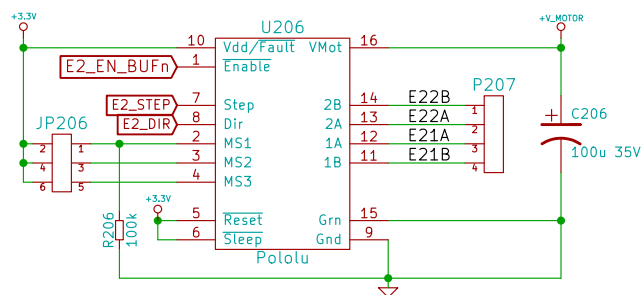 +3.3V
U206
+V_MOTOR
10 Vdd/Fault VMot 16
E2_EN_BUFn 1 Enable
P207
E2_STEP 7 Step 2B 14 E22B 1
C206
E2_DIR 8 Dir 2A 13 E22A 2
+
JP206
2 1 2 MS1 1A 12 E21A 3
100u 35V
4 3 3 MS2 1B 11 E21B 4
6 5 4 MS3
+3.3V
R206
100k
5 Reset Grn 15
6 Sleep Gnd 9
Pololu